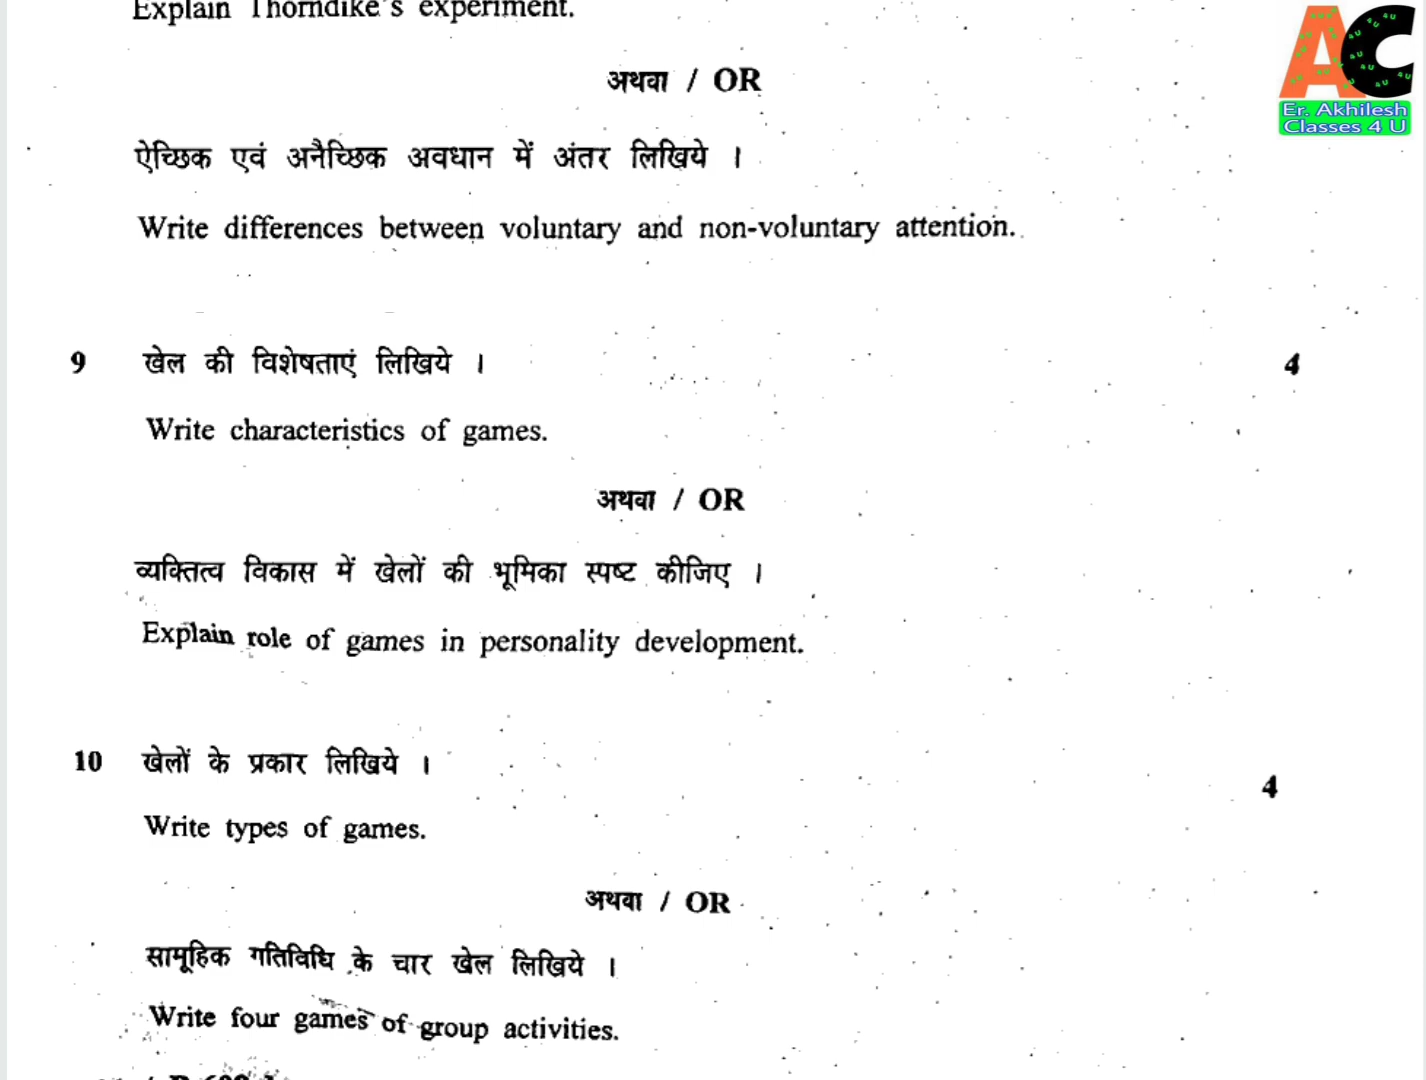 Explain Thorndike's experiment.
अथवा / OR
ऐच्छिक एवं अनैच्छिक अवधान में अंतर लिखिये ।
Write differences between voluntary and non-voluntary attention.
9 खेल की विशेषताएं लिखिये । 4
Write characteristics of games.
अथवा / OR
व्यक्तित्व विकास में खेलों की भूमिका स्पष्ट कीजिए ।
Explain role of games in personality development.
10 खेलों के प्रकार लिखिये । 4
Write types of games.
अथवा / OR
सामूहिक गतिविधि के चार खेल लिखिये ।
Write four games of group activities.
AC
Er. Akhilesh
Classes 4 U